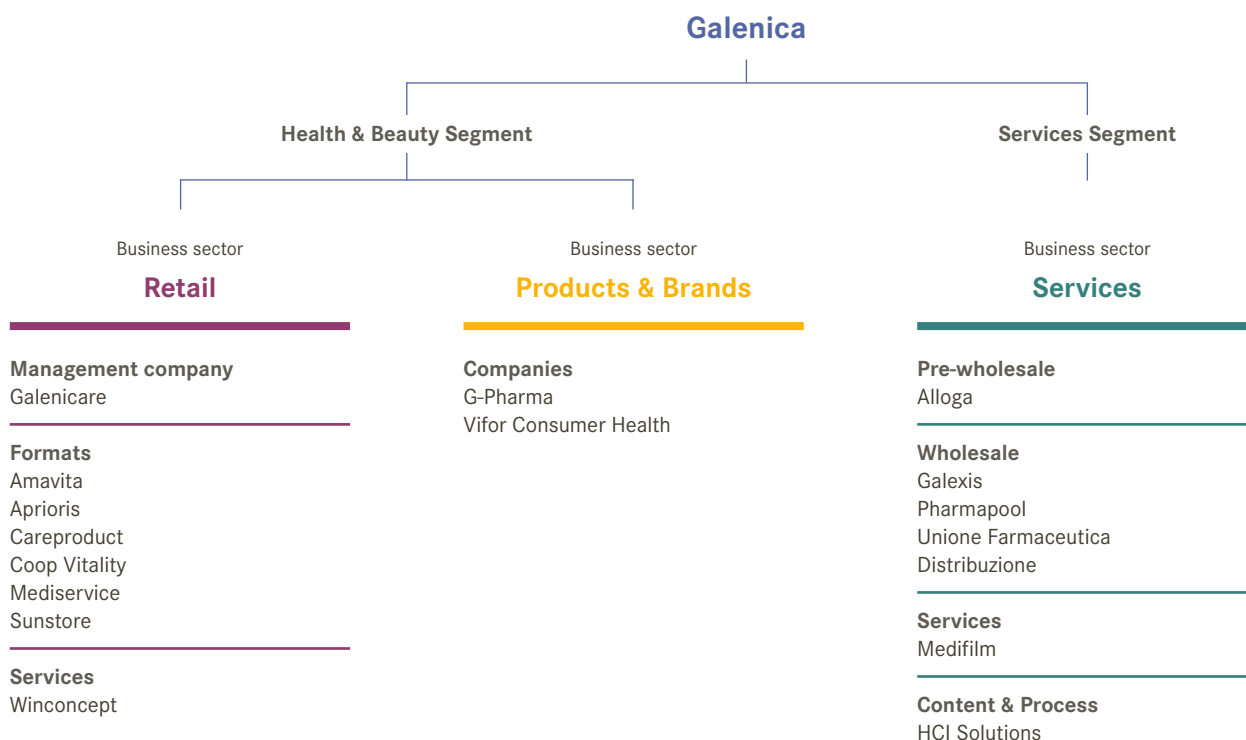 Galenica
Health & Beauty Segment
Services Segment
Business sector
Retail
Management company
Galenicare
Formats
Amavita
Aprioris
Careproduct
Coop Vitality
Mediservice
Sunstore
Services
Winconcept
Business sector
Products & Brands
Companies
G-Pharma
Vifor Consumer Health
Business sector
Services
Pre-wholesale
Alloga
Wholesale
Galexis
Pharmapool
Unione Farmaceutica
Distribuzione
Services
Medifilm
Content & Process
HCI Solutions